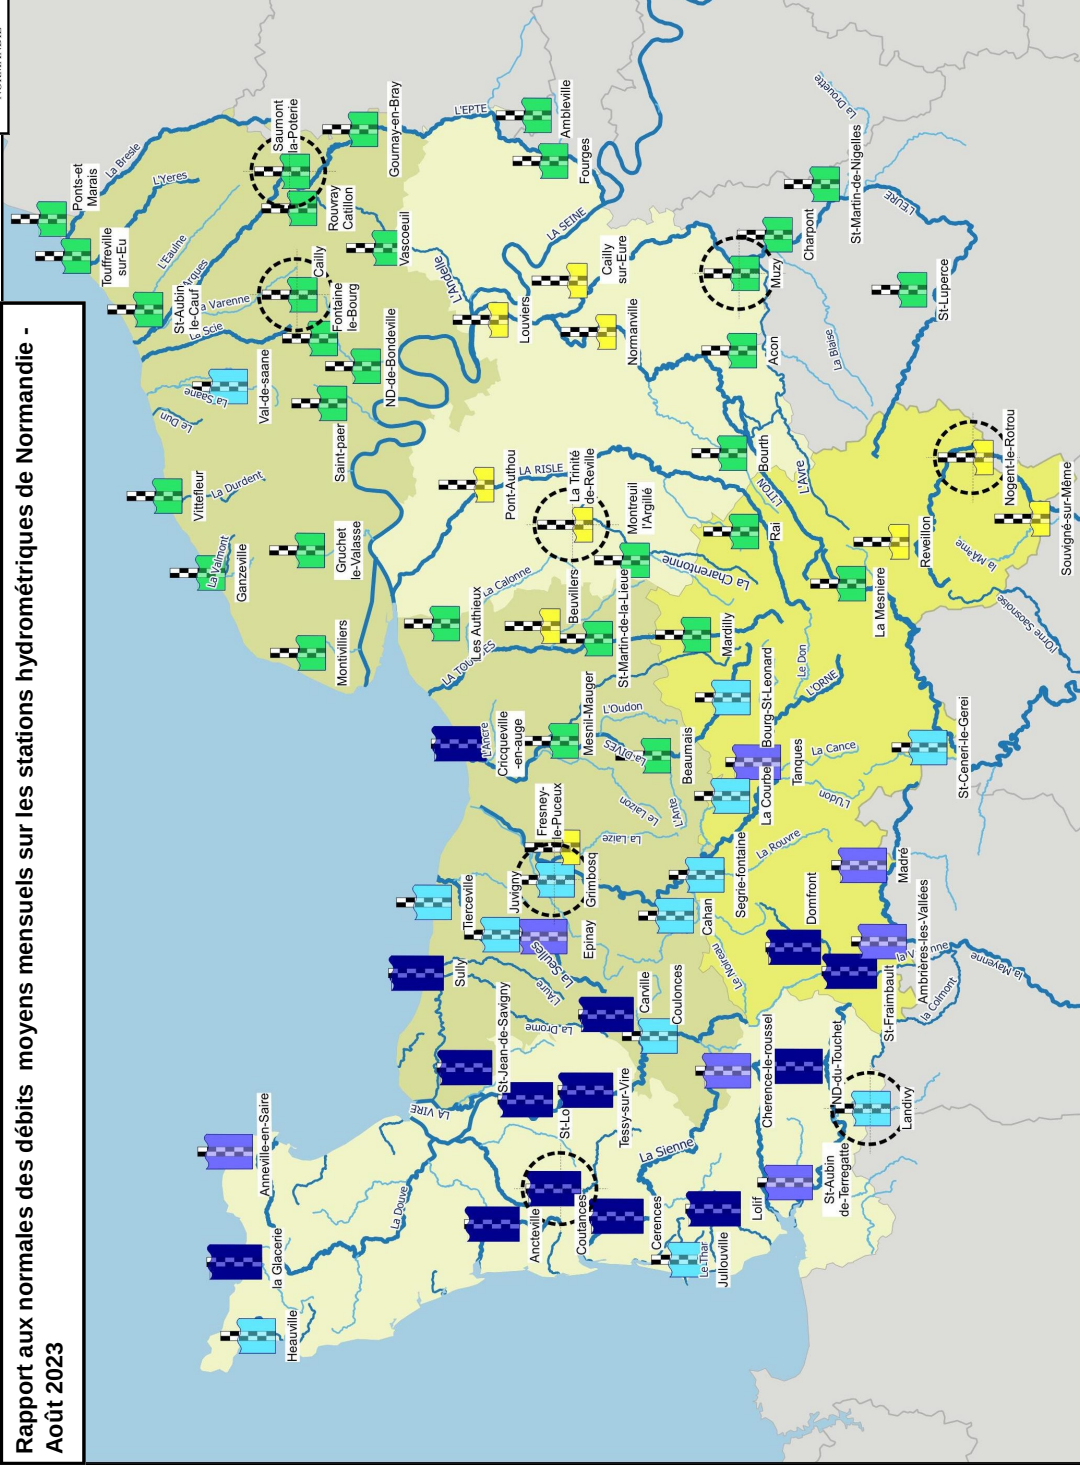 Rapport aux normales des débits  moyens mensuels sur les stations hydrométriques de Normandie -
Août 2023
Ponts-et
Marais
Touffreville
sur-Eu
La Bresle
L'Yeres
Saumont
la-Poterie
Gournay-en-Bray
Rouvray
Catillon
L'Eaulne
Arques
St-Aubin
le-Cauf
La Varenne
La Scie
Cailly
Fontaine
le-Bourg
Vascoeuil
L'Andelle
L'EPTE
Ambleville
Fourges
LA SEINE
Val-de-saane
La Saane
Le Dun
ND-de-Bondeville
Saint-paer
Vittefleur
La Durdent
La Valmont
Ganzeville
Gruchet
le-Valasse
Montivilliers
Louviers
Cailly
sur-Eure
Normanville
Muzy
Charpont
St-Martin-de-Nigelles
La Drouette
L'EURE
St-Luperce
La Blaise
Acon
Bourth
L'ITON
L'Avre
Pont-Authou
LA RISLE
La Trinité
de-Reville
Montreuil
l'Argillé
La Charentonne
Rai
Nogent-le-Rotrou
Souvigné-sur-Même
Reveillon
la MAªme
l'Orne Saosnoise
La Mesniere
Les Authieux
La Calonne
LA TOUQUES
Beuvillers
St-Martin-de-la-Lieue
Mardilly
Le Don
L'ORNE
Bourg-St-Leonard
Cricqueville
-en-auge
L'Ancre
Mesnil-Mauger
L'Oudon
La-DIVES
Beaumais
Le Laizon
L'Ante
La Laize
Tanques
La Courbe
La Cance
L'Udon
St-Ceneri-le-Gerei
Fresney-
le-Puceux
Grimbosq
Juvigny
Epinay
Tierceville
Segrie-fontaine
La Rouvre
Cahan
Le Noireau
Madré
Domfront
Ambrières-les-Vallées
St-Fraimbault
la Mayenne
la Colmont
Sully
La Seulles
L'Aure
La Drome
Carville
Coulonces
St-Jean-de-Savigny
St-Lo
Tessy-sur-Vire
LA VIRE
Cherence-le-roussel
ND-du-Touchet
Landivy
St-Aubin
de-Terregatte
Anneville-en-Saire
la Glacerie
Heauville
La Douve
Ancteville
Coutances
Cerences
La Sienne
Lolif
Le Thar
Jullouville